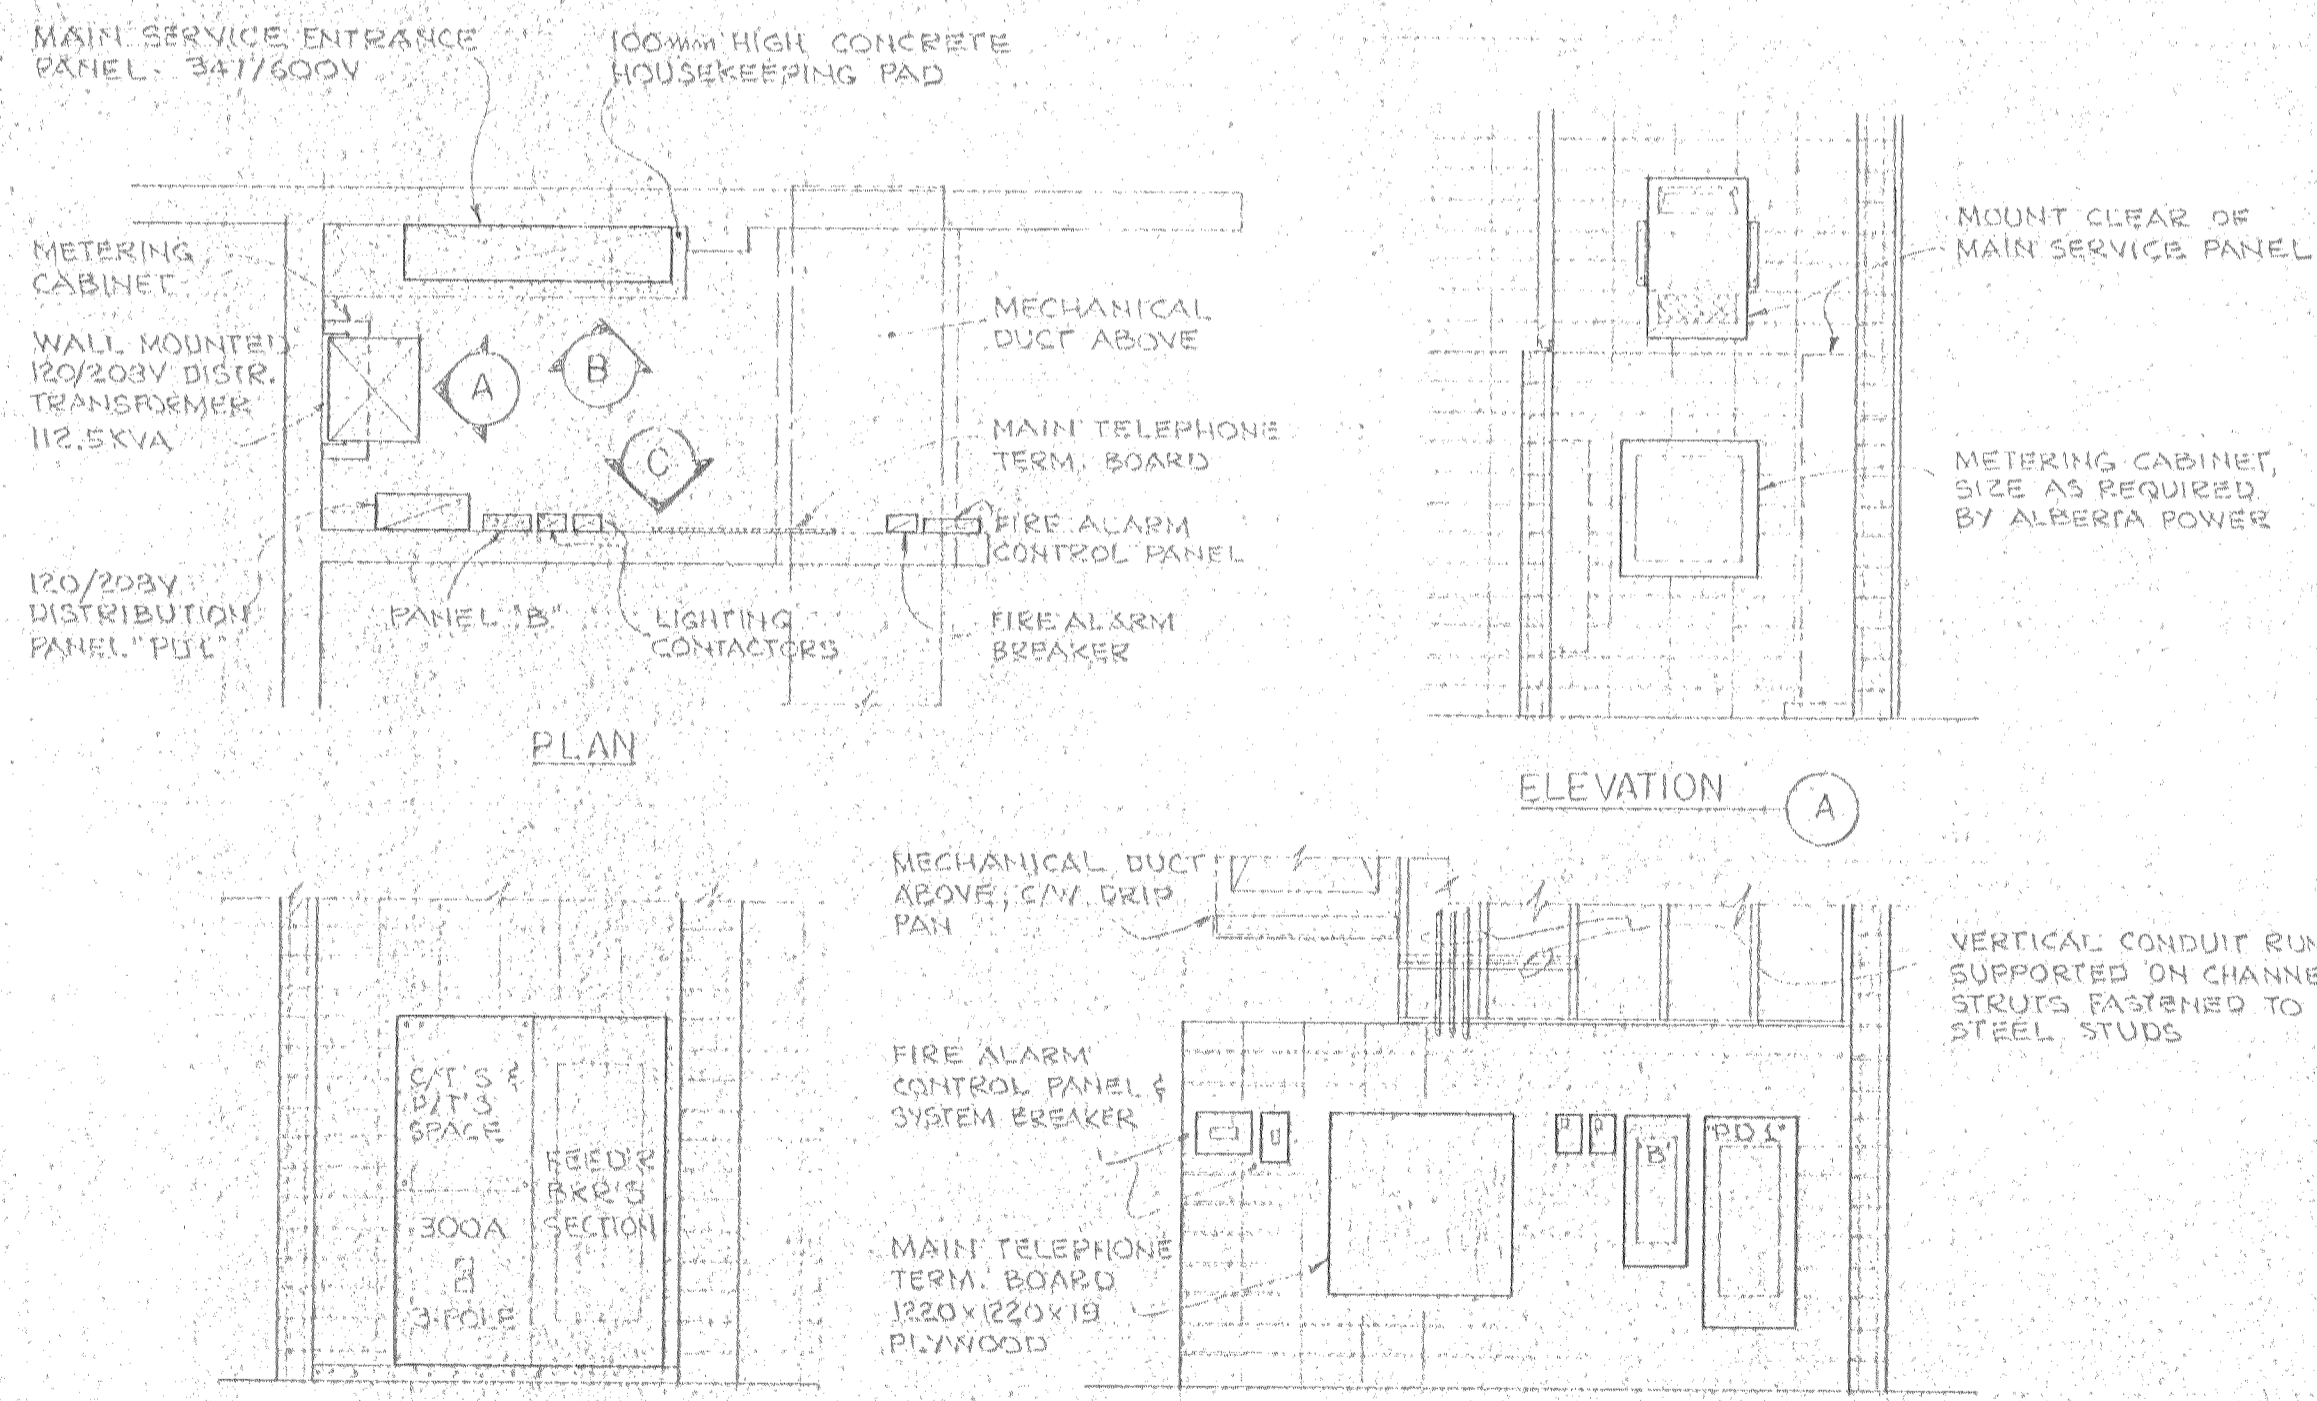 MAIN SERVICE ENTRANCE
PANEL. 347/600V
100mm HIGH CONCRETE
HOUSEKEEPING PAD
METERING
CABINET
WALL MOUNTED
120/208V DISTR.
TRANSFORMER
112.5KVA
120/208V
DISTRIBUTION
PANEL "PD1"
A
B
C
MECHANICAL
DUCT ABOVE
MAIN TELEPHONE
TERM. BOARD
FIRE ALARM
CONTROL PANEL
FIRE ALARM
BREAKER
PANEL "B"
LIGHTING
CONTACTORS
PLAN
MOUNT CLEAR OF
MAIN SERVICE PANEL
METERING CABINET,
SIZE AS REQUIRED
BY ALBERTA POWER
ELEVATION A
C/T'S &
P/T'S
SPACE
300A
3-POLE
FEED'R
BKR'S
SECTION
MECHANICAL DUCT
ABOVE, C/W DRIP
PAN
FIRE ALARM
CONTROL PANEL &
SYSTEM BREAKER
MAIN TELEPHONE
TERM. BOARD
1220x1220x19
PLYWOOD
"B"
"PD1"
VERTICAL CONDUIT RUN
SUPPORTED ON CHANNE
STRUTS FASTENED TO
STEEL STUDS